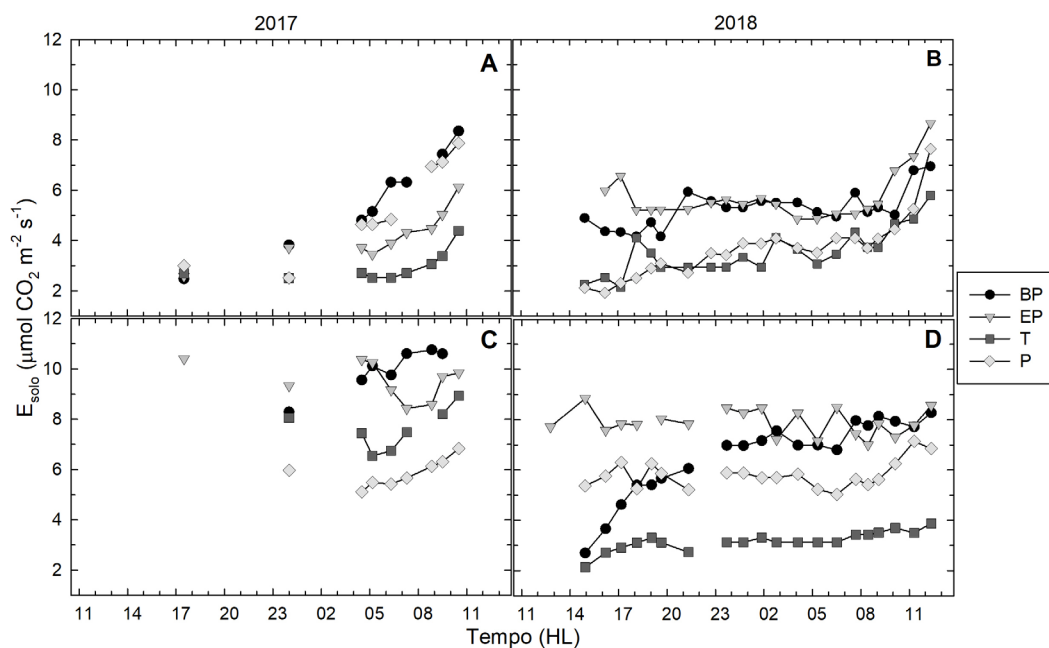 2017 2018
12 A B
10
8
6
4
2
12 C D
10
8
6
4
2
11 14 17 20 23 02 05 08 11 11 14 17 20 23 02 05 08 11
Tempo (HL)
E_solo (μmol CO₂ m⁻² s⁻¹)
BP
EP
T
P